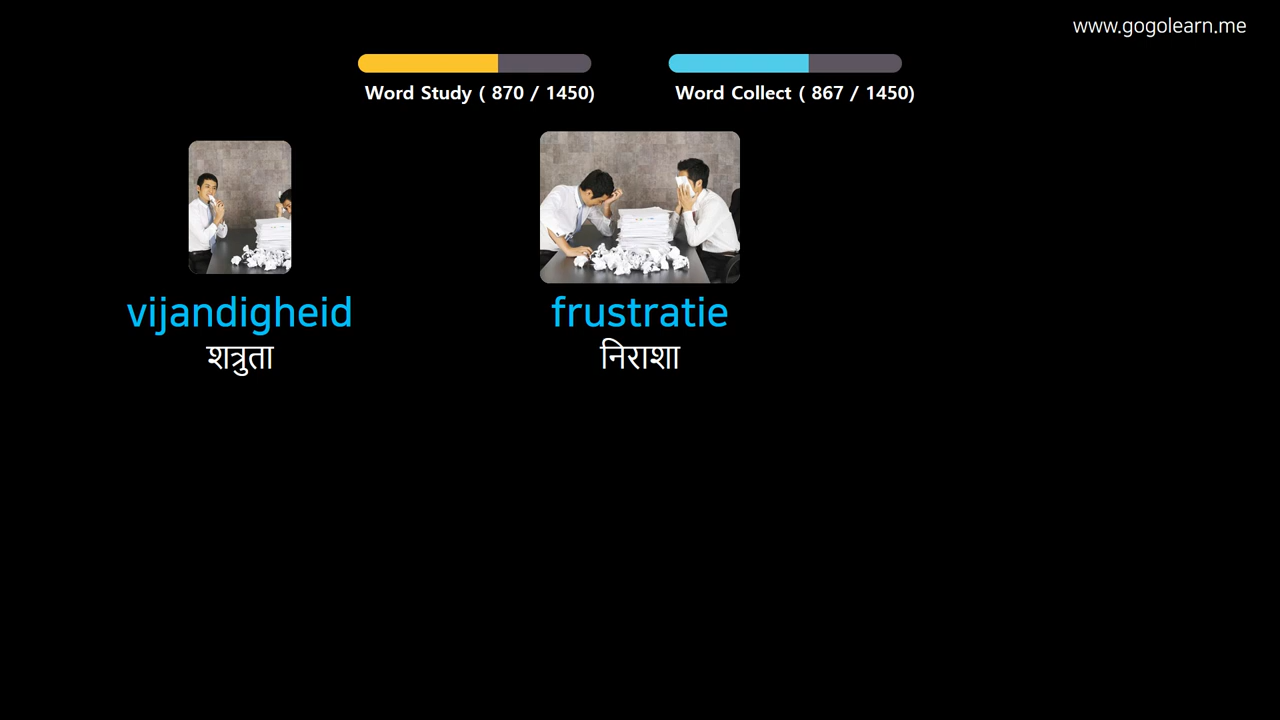 www.gogolearn.me
Word Study ( 870 / 1450)
Word Collect ( 867 / 1450)
vijandigheid
frustratie
शत्रुता
निराशा